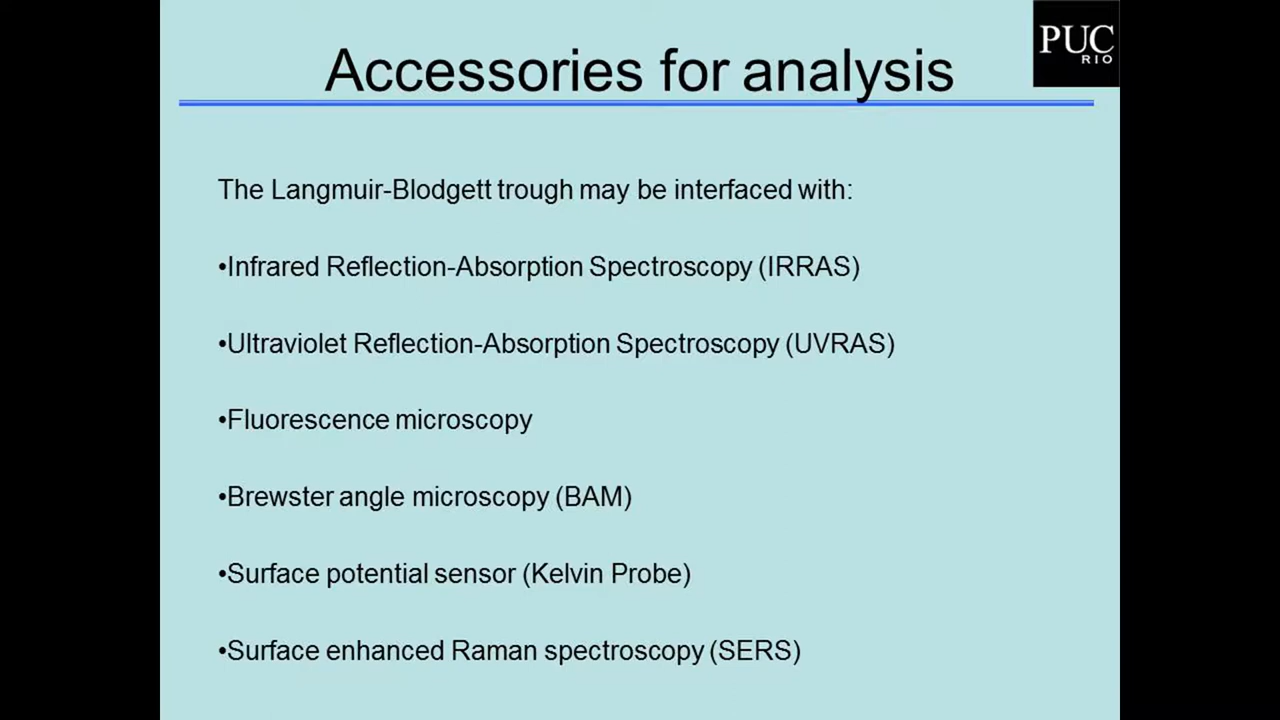 PUC
RIO
Accessories for analysis
The Langmuir-Blodgett trough may be interfaced with:
•Infrared Reflection-Absorption Spectroscopy (IRRAS)
•Ultraviolet Reflection-Absorption Spectroscopy (UVRAS)
•Fluorescence microscopy
•Brewster angle microscopy (BAM)
•Surface potential sensor (Kelvin Probe)
•Surface enhanced Raman spectroscopy (SERS)